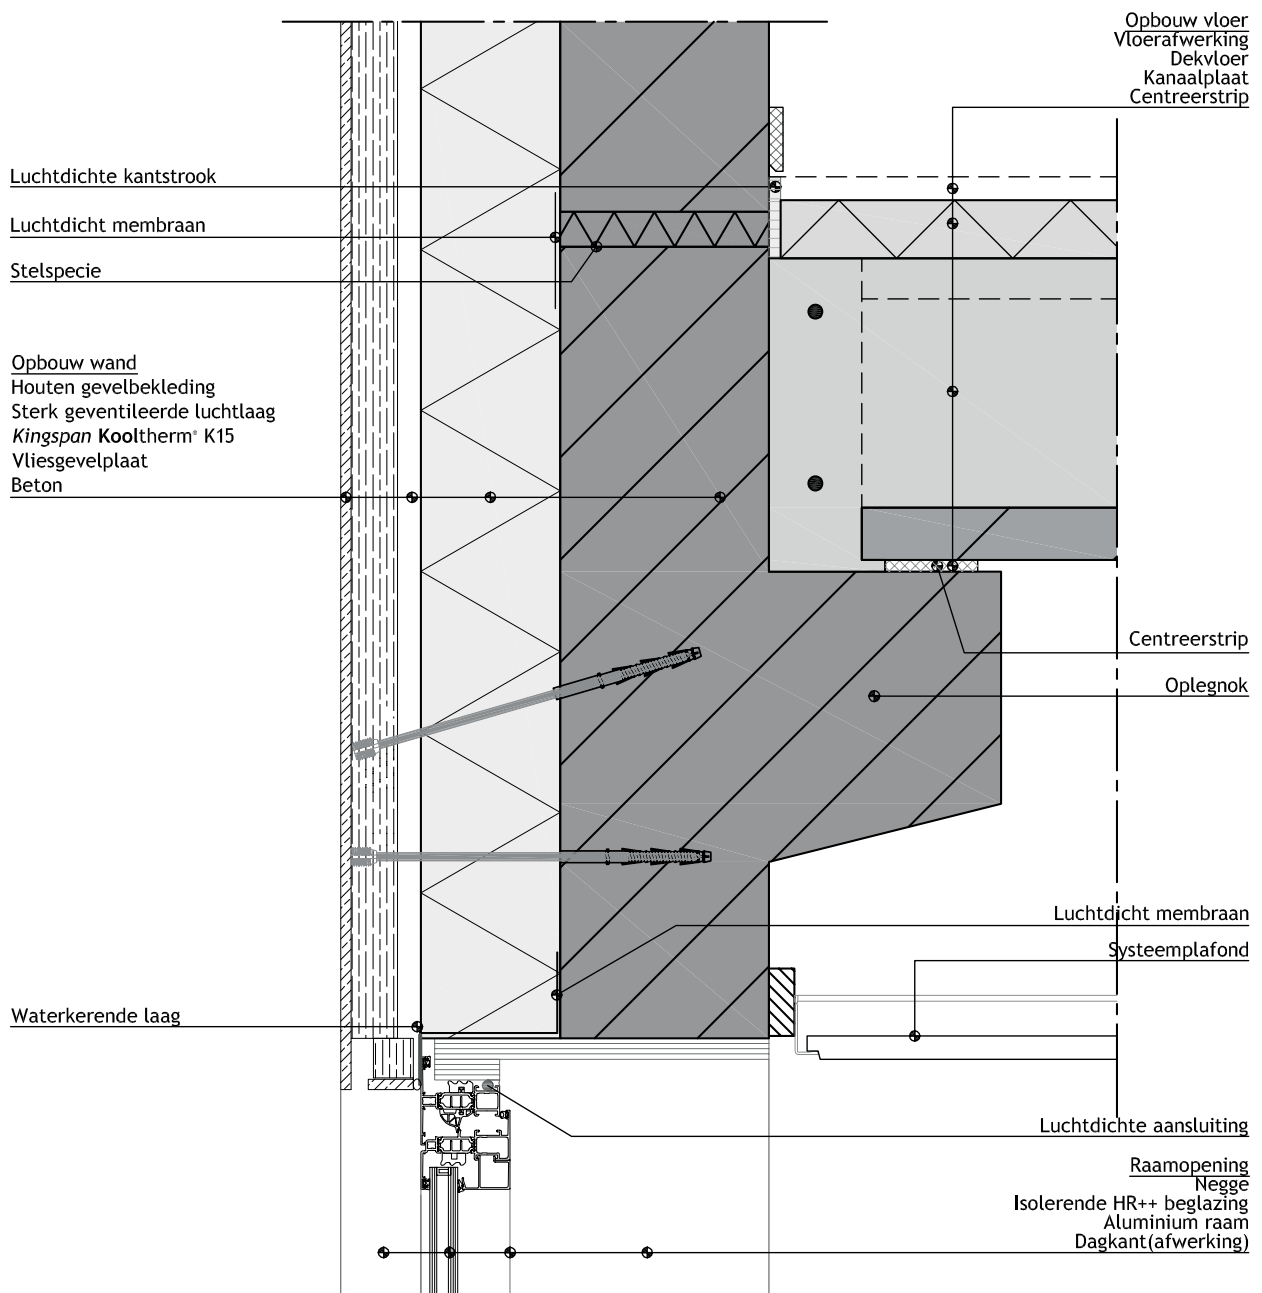 Opbouw vloer
Vloerafwerking
Dekvloer
Kanaalplaat
Centreerstrip
Luchtdichte kantstrook
Luchtdicht membraan
Stelspecie
Opbouw wand
Houten gevelbekleding
Sterk geventileerde luchtlaag
Kingspan Kooltherm® K15
Vliesgevelplaat
Beton
Centreerstrip
Oplegnok
Luchtdicht membraan
Systeemplafond
Waterkerende laag
Luchtdichte aansluiting
Raamopening
Negge
Isolerende HR++ beglazing
Aluminium raam
Dagkant(afwerking)